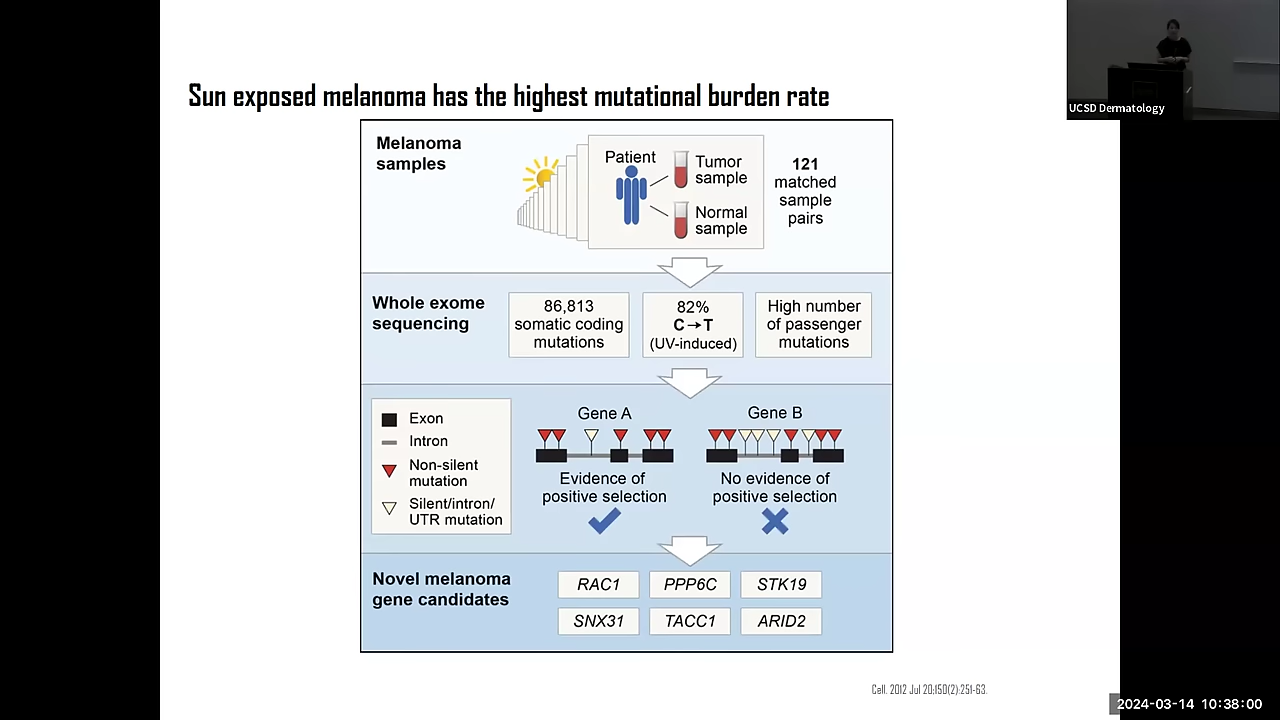 UCSD Dermatology
Sun exposed melanoma has the highest mutational burden rate
Melanoma
samples
Patient
Tumor
sample
Normal
sample
121
matched
sample
pairs
Whole exome
sequencing
86,813
somatic coding
mutations
82%
C→T
(UV-induced)
High number
of passenger
mutations
Exon
Intron
Non-silent
mutation
Silent/intron/
UTR mutation
Gene A
Evidence of
positive selection
Gene B
No evidence of
positive selection
Novel melanoma
gene candidates
RAC1
PPP6C
STK19
SNX31
TACC1
ARID2
Cell. 2012 Jul 20;150(2):251-63.
2024-03-14 10:38:00